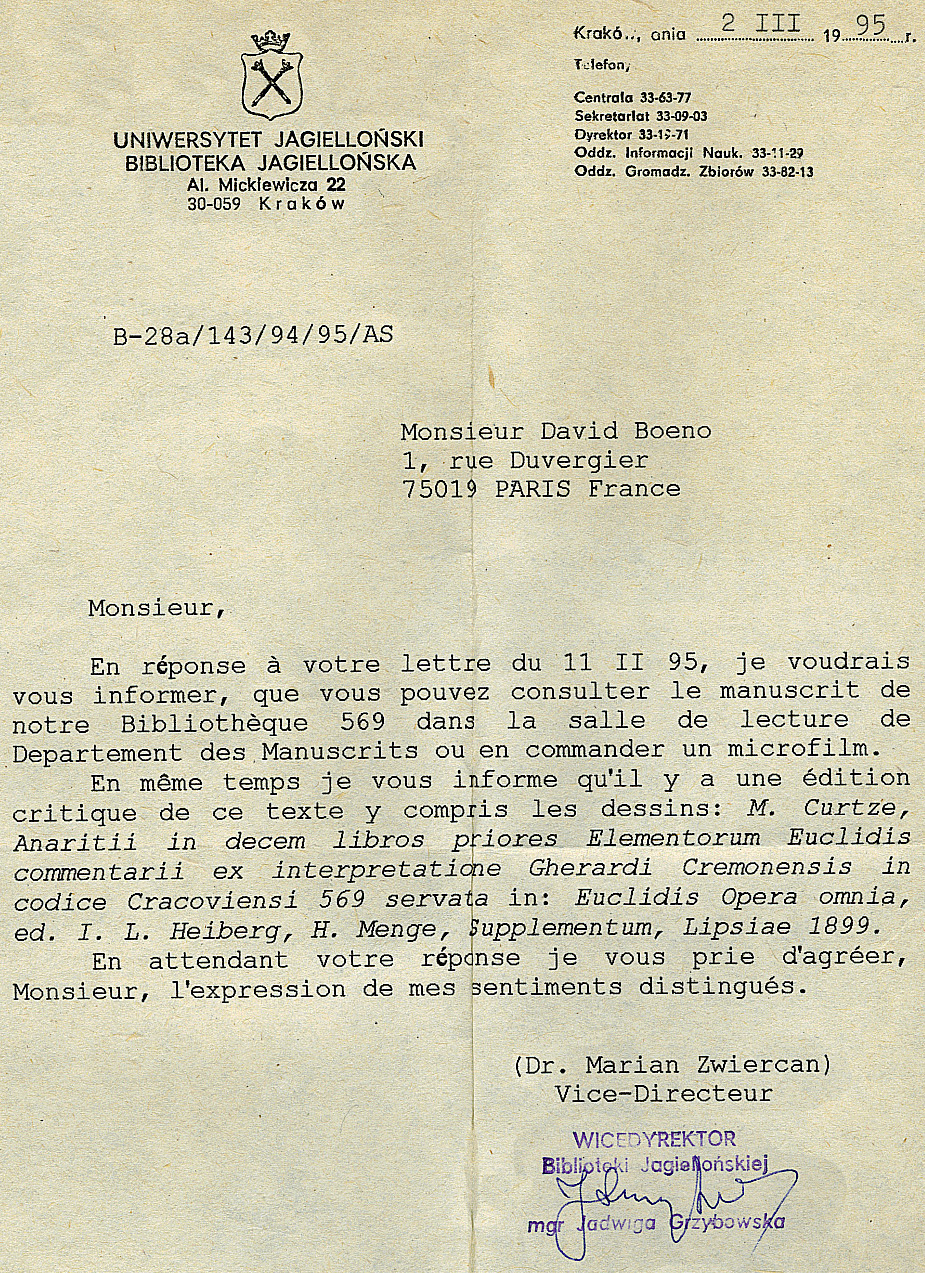 UNIWERSYTET JAGIELLOŃSKI
BIBLIOTEKA JAGIELLOŃSKA
Al. Mickiewicza 22
30-059 Kraków
Krakó.., dnia 2 III 19 95 r.
Telefon,
Centrala 33-63-77
Sekretariat 33-09-03
Dyrektor 33-15-71
Oddz. Informacji Nauk. 33-11-29
Oddz. Gromadz. Zbiorów 33-82-13
B-28a/143/94/95/AS
Monsieur David Boeno
1, rue Duvergier
75019 PARIS France
Monsieur,
En réponse à votre lettre du 11 II 95, je voudrais
vous informer, que vous pouvez consulter le manuscrit de
notre Bibliothèque 569 dans la salle de lecture de
Departement des Manuscrits ou en commander un microfilm.
En même temps je vous informe qu'il y a une édition
critique de ce texte y compris les dessins: M. Curtze,
Anaritii in decem libros priores Elementorum Euclidis
commentarii ex interpretatione Gherardi Cremonensis in
codice Cracoviensi 569 servata in: Euclidis Opera omnia,
ed. I. L. Heiberg, H. Menge, Supplementum, Lipsiae 1899.
En attendant votre réponse je vous prie d'agréer,
Monsieur, l'expression de mes sentiments distingués.
(Dr. Marian Zwiercan)
Vice-Directeur
WICEDYREKTOR
Biblioteki Jagiellońskiej
mgr Jadwiga Grzybowska